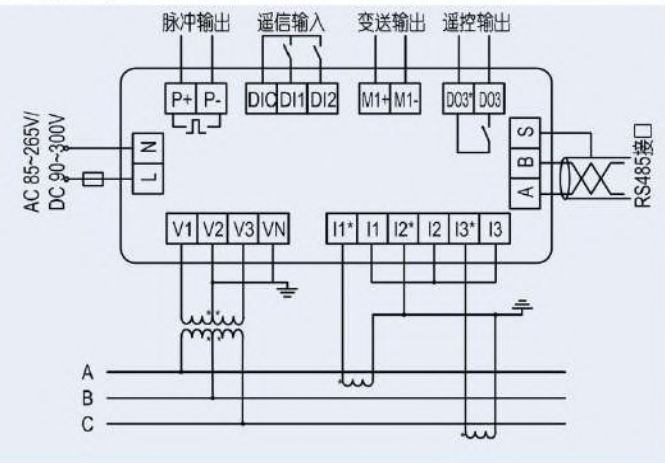 脉冲输出 遥信输入 变送输出 遥控输出
P+ P- DIC DI1 DI2 M1+ M1- DO3* DO3
AC 85~265V/
DC 90~300V
N
L
S
B
A
RS485接口
V1 V2 V3 VN I1* I1 I2* I2 I3* I3
A
B
C